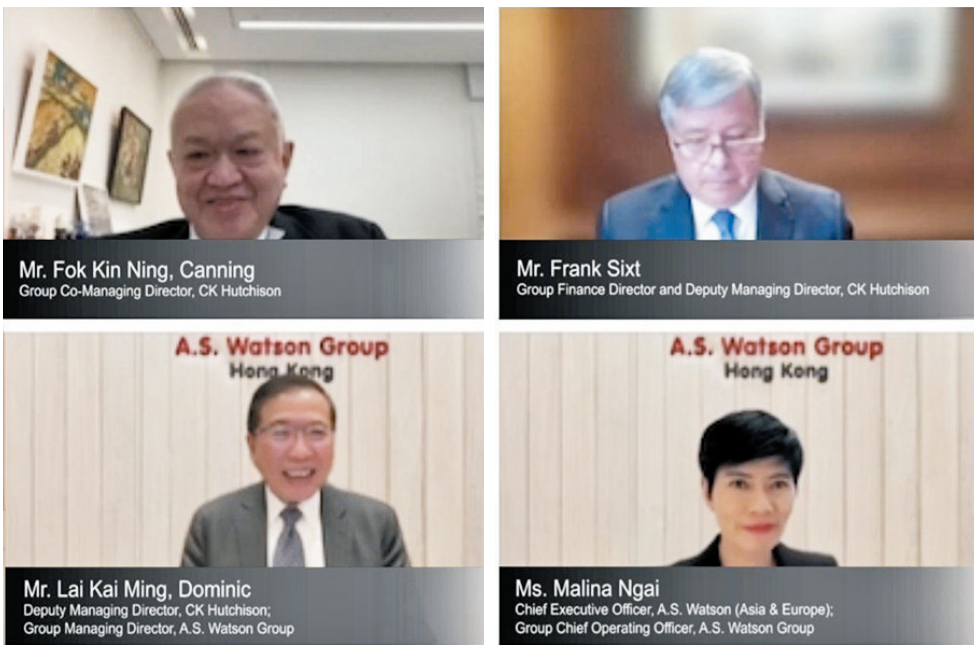 Mr. Fok Kin Ning, Canning
Group Co-Managing Director, CK Hutchison
Mr. Frank Sixt
Group Finance Director and Deputy Managing Director, CK Hutchison
A.S. Watson Group
Hong Kong
Mr. Lai Kai Ming, Dominic
Deputy Managing Director, CK Hutchison;
Group Managing Director, A.S. Watson Group
A.S. Watson Group
Hong Kong
Ms. Malina Ngai
Chief Executive Officer, A.S. Watson (Asia & Europe);
Group Chief Operating Officer, A.S. Watson Group